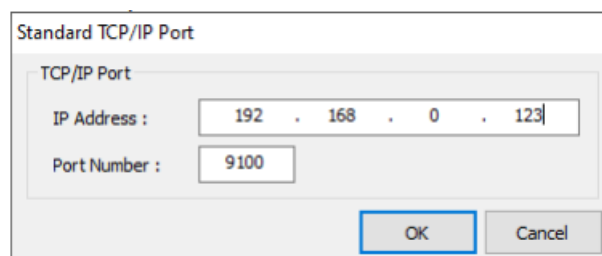 Standard TCP/IP Port
TCP/IP Port
IP Address : 192 . 168 . 0 . 123
Port Number : 9100
OK Cancel